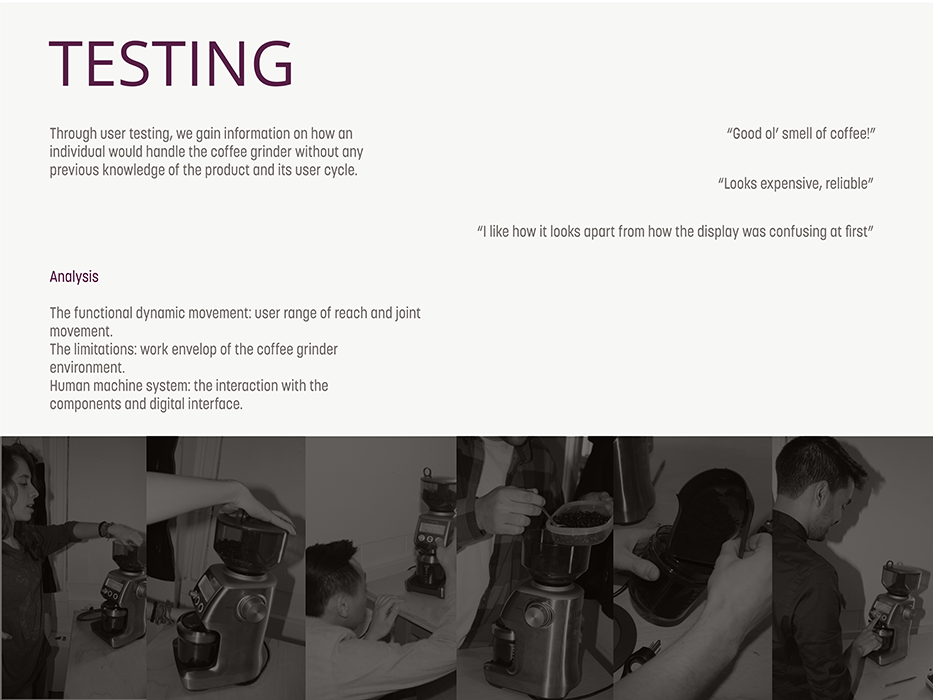 TESTING
Through user testing, we gain information on how an
individual would handle the coffee grinder without any
previous knowledge of the product and its user cycle.
“Good ol’ smell of coffee!”
“Looks expensive, reliable”
“I like how it looks apart from how the display was confusing at first”
Analysis
The functional dynamic movement: user range of reach and joint
movement.
The limitations: work envelop of the coffee grinder
environment.
Human machine system: the interaction with the
components and digital interface.